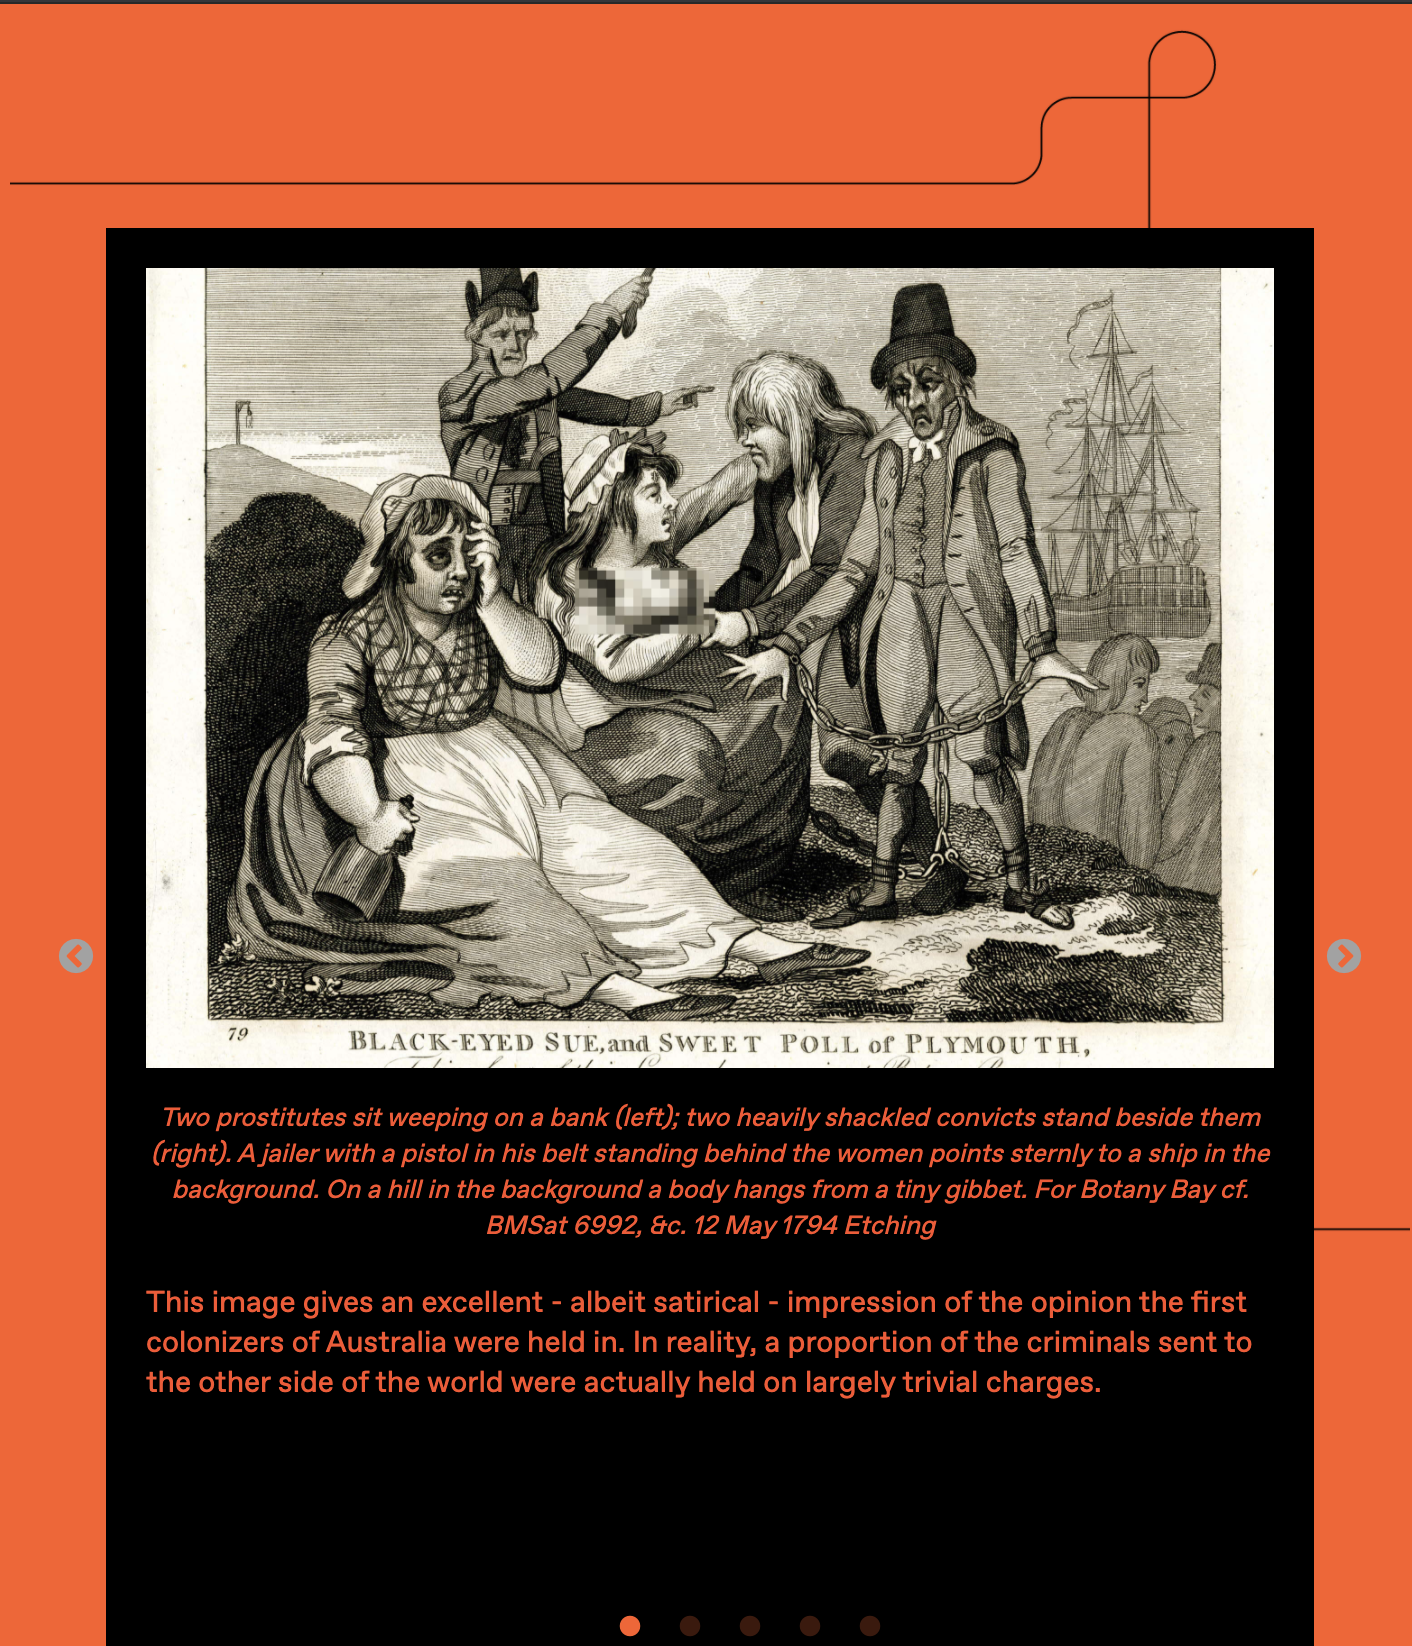 79
BLACK-EYED SUE, and SWEET POLL of PLYMOUTH,
Two prostitutes sit weeping on a bank (left); two heavily shackled convicts stand beside them
(right). A jailer with a pistol in his belt standing behind the women points sternly to a ship in the
background. On a hill in the background a body hangs from a tiny gibbet. For Botany Bay cf.
BMSat 6992, &c. 12 May 1794 Etching
This image gives an excellent - albeit satirical - impression of the opinion the first
colonizers of Australia were held in. In reality, a proportion of the criminals sent to
the other side of the world were actually held on largely trivial charges.